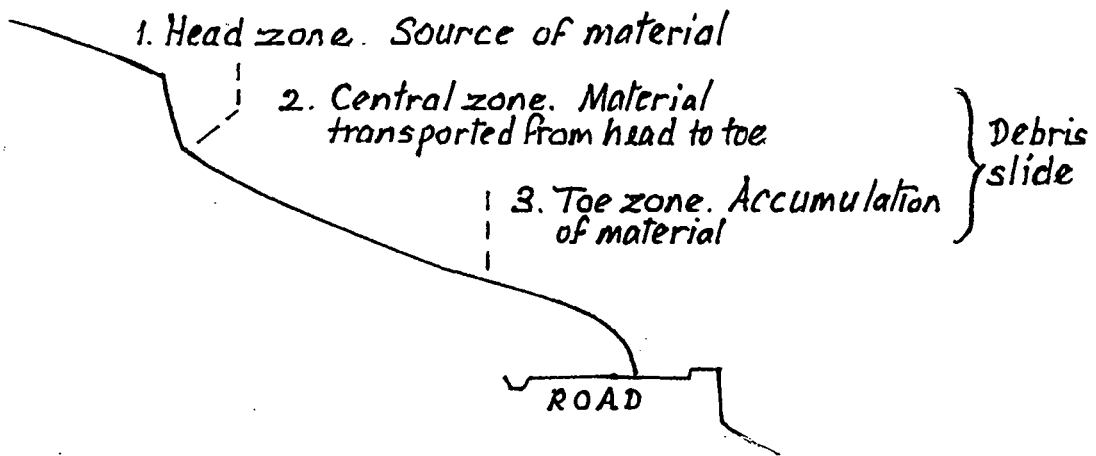 1. Head zone. Source of material
2. Central zone. Material
transported from head to toe
Debris
slide
3. Toe zone. Accumulation
of material
ROAD